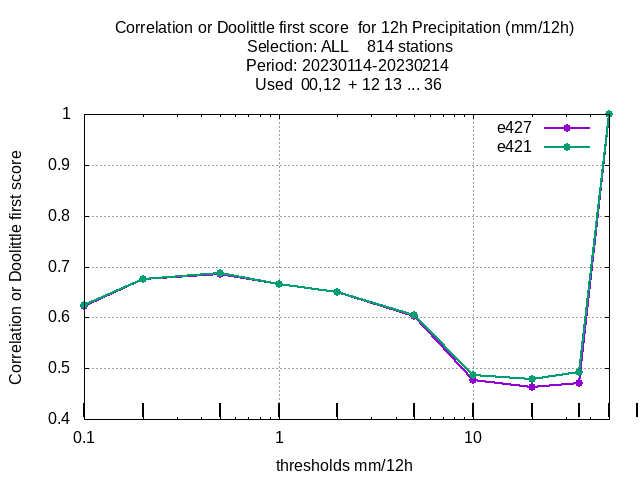 Correlation or Doolittle first score  for 12h Precipitation (mm/12h)
Selection: ALL    814 stations
Period: 20230114-20230214
Used  00,12  + 12 13 ... 36
e427
e421
1
0.9
0.8
0.7
0.6
0.5
0.4
Correlation or Doolittle first score
0.1
1
10
thresholds mm/12h